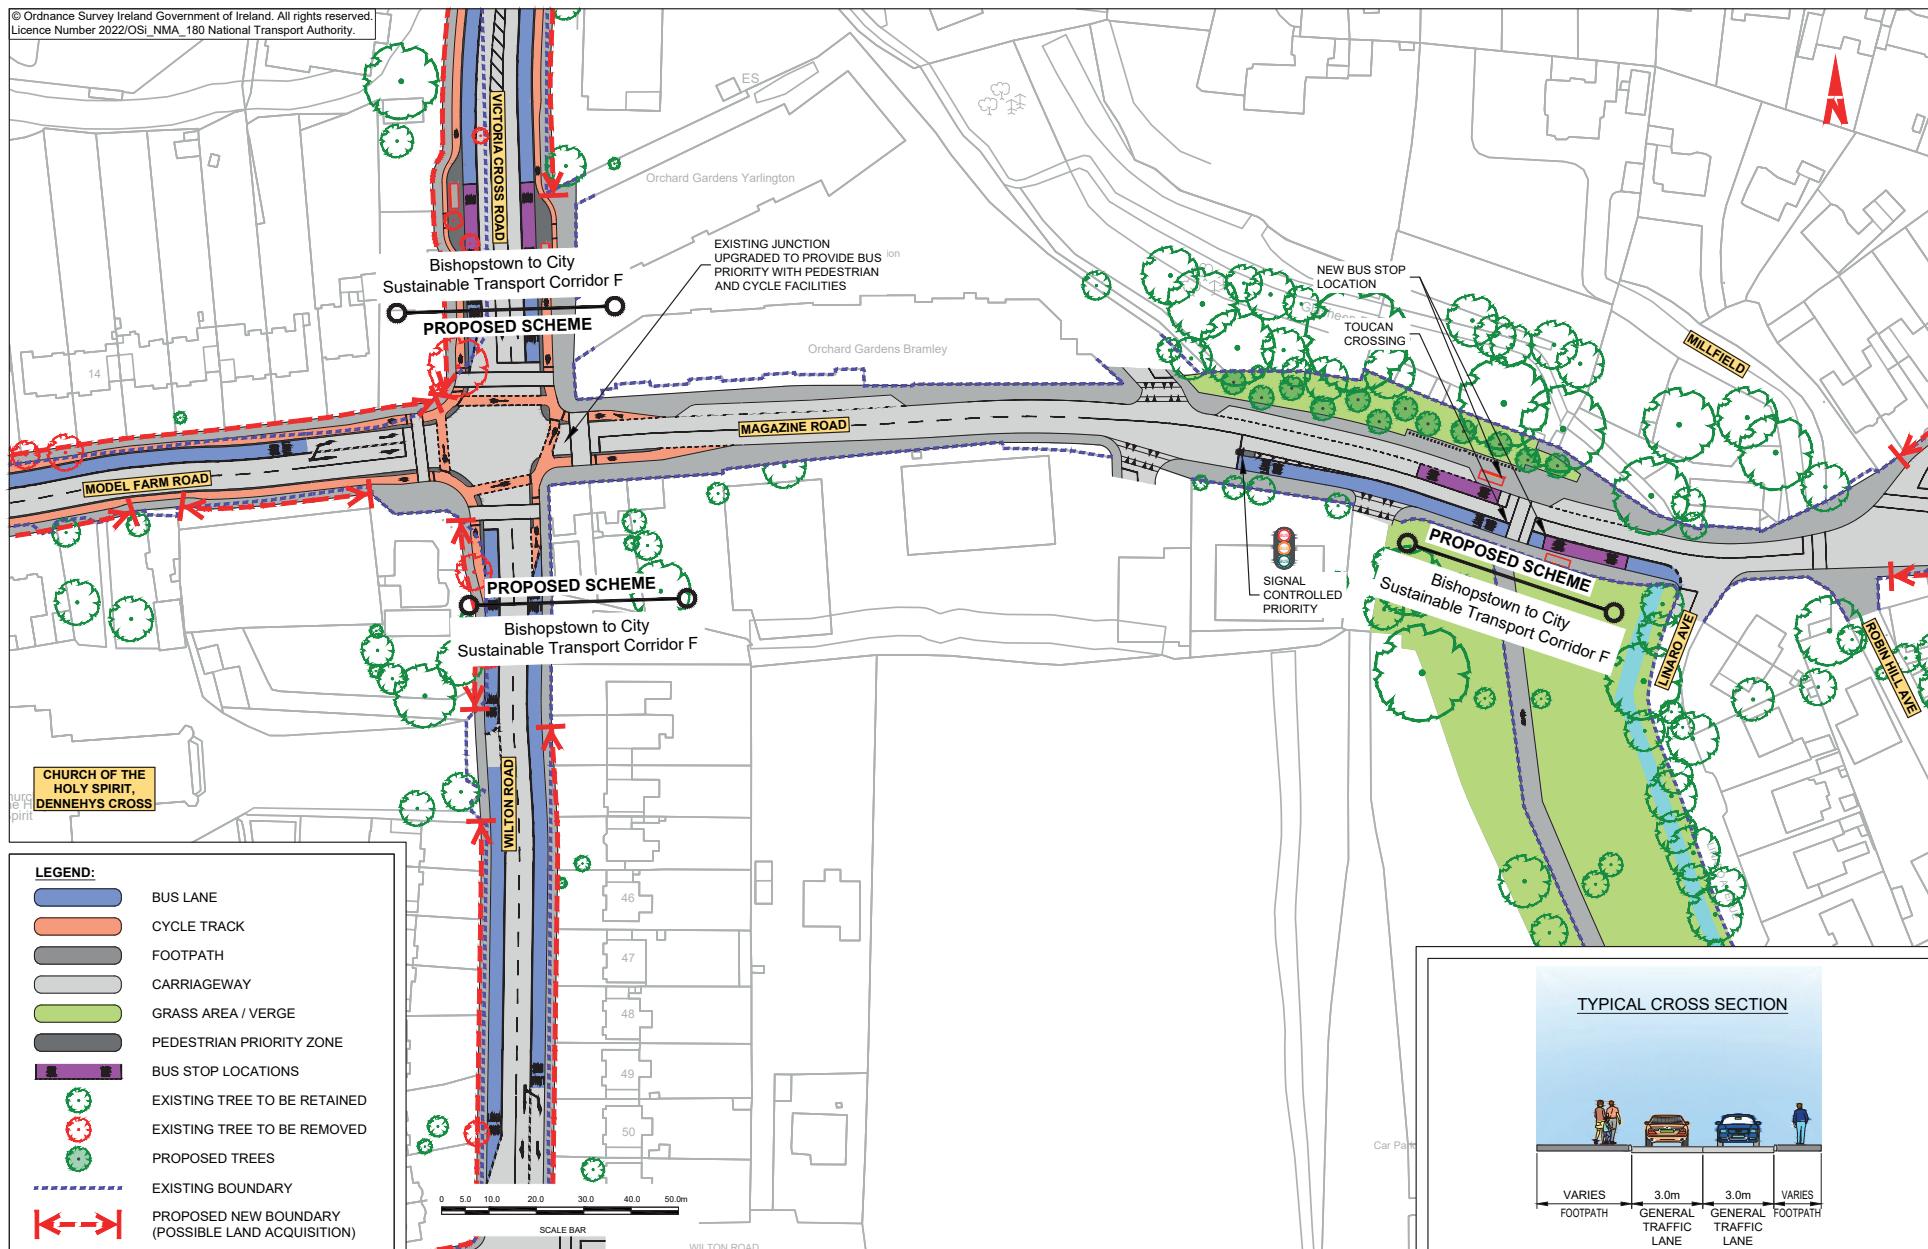 © Ordnance Survey Ireland Government of Ireland. All rights reserved.
Licence Number 2022/OSi_NMA_180 National Transport Authority.
VICTORIA CROSS ROAD
ES
Orchard Gardens Yarlington
Bishopstown to City
Sustainable Transport Corridor F
PROPOSED SCHEME
EXISTING JUNCTION
UPGRADED TO PROVIDE BUS
PRIORITY WITH PEDESTRIAN
AND CYCLE FACILITIES
NEW BUS STOP
LOCATION
TOUCAN
CROSSING
MILLFIELD
14
Orchard Gardens Bramley
MAGAZINE ROAD
MODEL FARM ROAD
PROPOSED SCHEME
Bishopstown to City
Sustainable Transport Corridor F
SIGNAL
CONTROLLED
PRIORITY
PROPOSED SCHEME
Bishopstown to City
Sustainable Transport Corridor F
LINARO AVE
ROBIN HILL AVE
CHURCH OF THE
HOLY SPIRIT,
DENNEHYS CROSS
WILTON ROAD
46
47
48
49
50
Car Park
WILTON ROAD
LEGEND:
BUS LANE
CYCLE TRACK
FOOTPATH
CARRIAGEWAY
GRASS AREA / VERGE
PEDESTRIAN PRIORITY ZONE
BUS STOP LOCATIONS
EXISTING TREE TO BE RETAINED
EXISTING TREE TO BE REMOVED
PROPOSED TREES
EXISTING BOUNDARY
PROPOSED NEW BOUNDARY
(POSSIBLE LAND ACQUISITION)
0 5.0 10.0 20.0 30.0 40.0 50.0m
SCALE BAR
TYPICAL CROSS SECTION
VARIES 3.0m 3.0m VARIES
FOOTPATH GENERAL TRAFFIC LANE GENERAL TRAFFIC LANE FOOTPATH